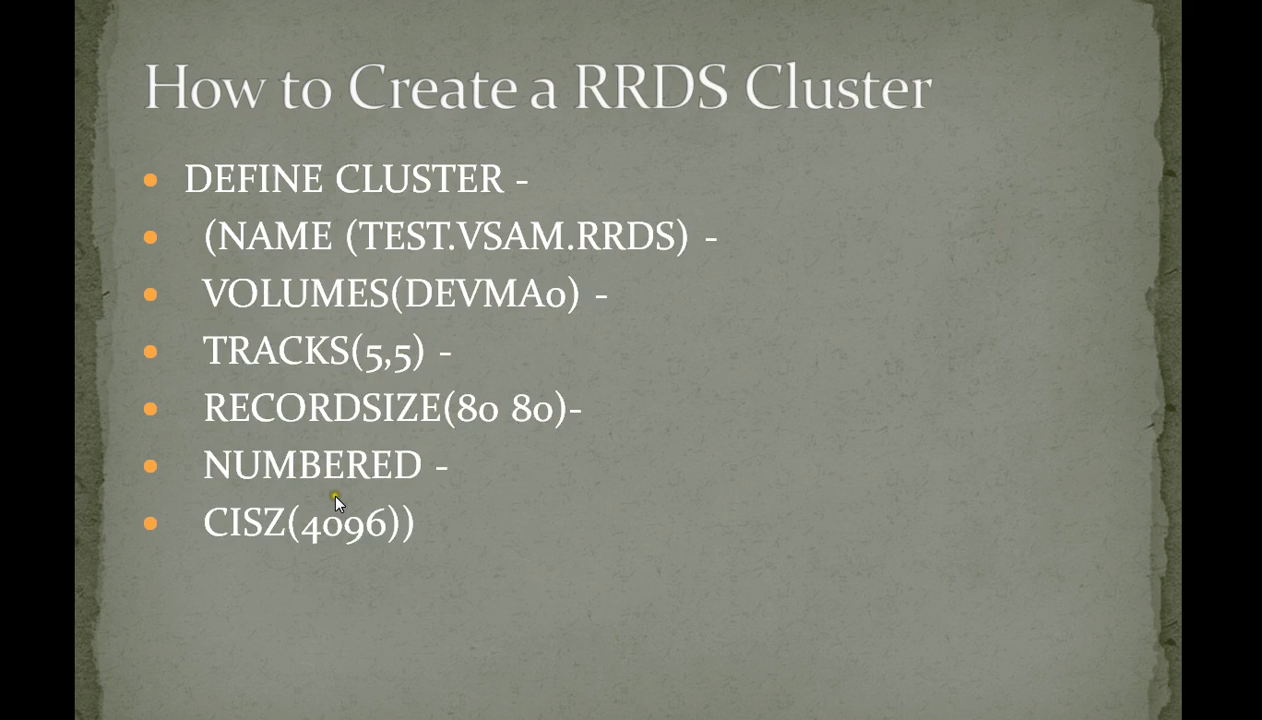 How to Create a RRDS Cluster
DEFINE CLUSTER -
(NAME (TEST.VSAM.RRDS) -
VOLUMES(DEVMA0) -
TRACKS(5,5) -
RECORDSIZE(80 80)-
NUMBERED -
CISZ(4096))